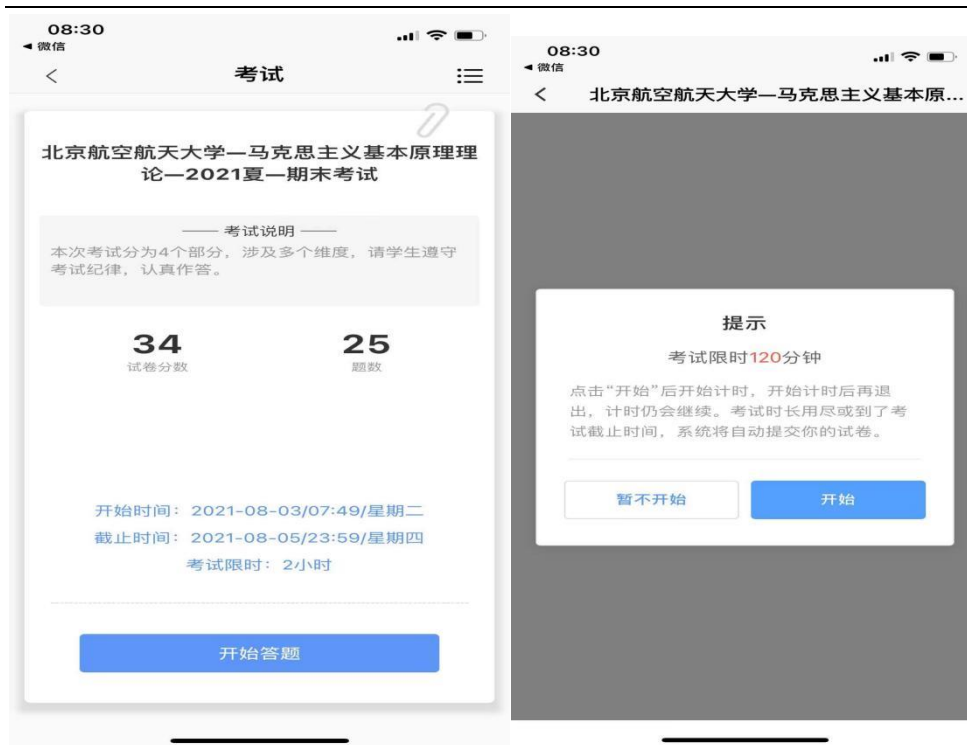 08:30
◀ 微信
考试
北京航空航天大学—马克思主义基本原理理
论—2021夏—期末考试
—— 考试说明 ——
本次考试分为4个部分，涉及多个维度，请学生遵守
考试纪律，认真作答。
34
试卷分数
25
题数
开始时间：2021-08-03/07:49/星期二
截止时间：2021-08-05/23:59/星期四
考试限时：2小时
开始答题
08:30
◀ 微信
北京航空航天大学—马克思主义基本原...
提示
考试限时120分钟
点击“开始”后开始计时，开始计时后再退
出，计时仍会继续。考试时长用尽或到了考
试截止时间，系统将自动提交你的试卷。
暂不开始
开始